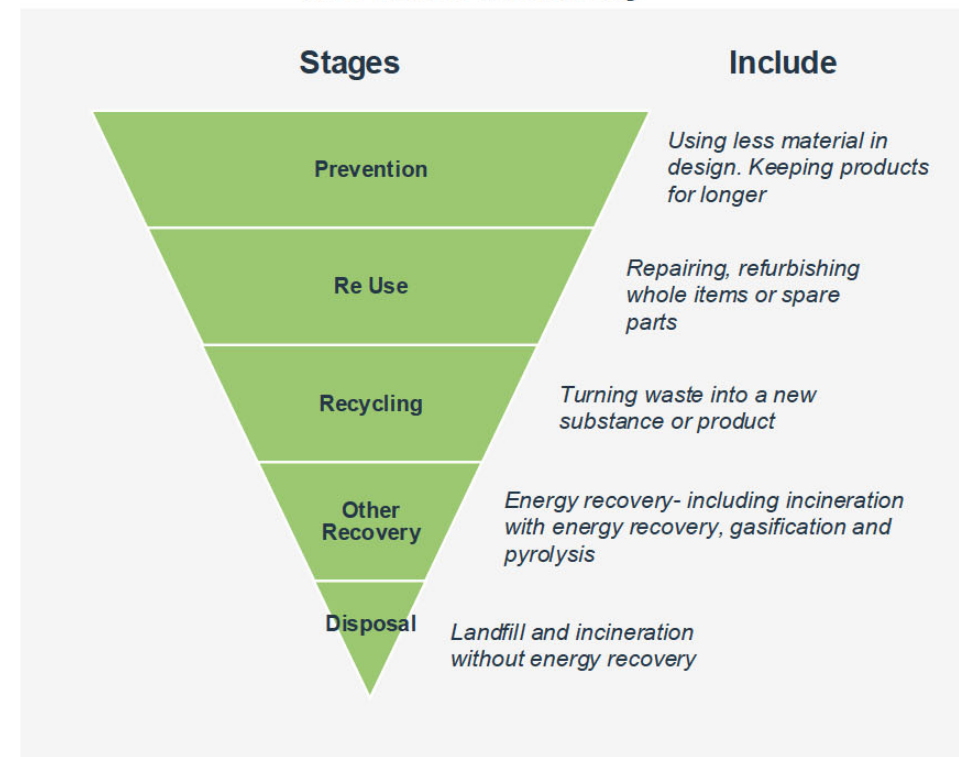 Stages
Include
Prevention
Using less material in
design. Keeping products
for longer
Re Use
Repairing, refurbishing
whole items or spare
parts
Recycling
Turning waste into a new
substance or product
Other
Recovery
Energy recovery- including incineration
with energy recovery, gasification and
pyrolysis
Disposal
Landfill and incineration
without energy recovery